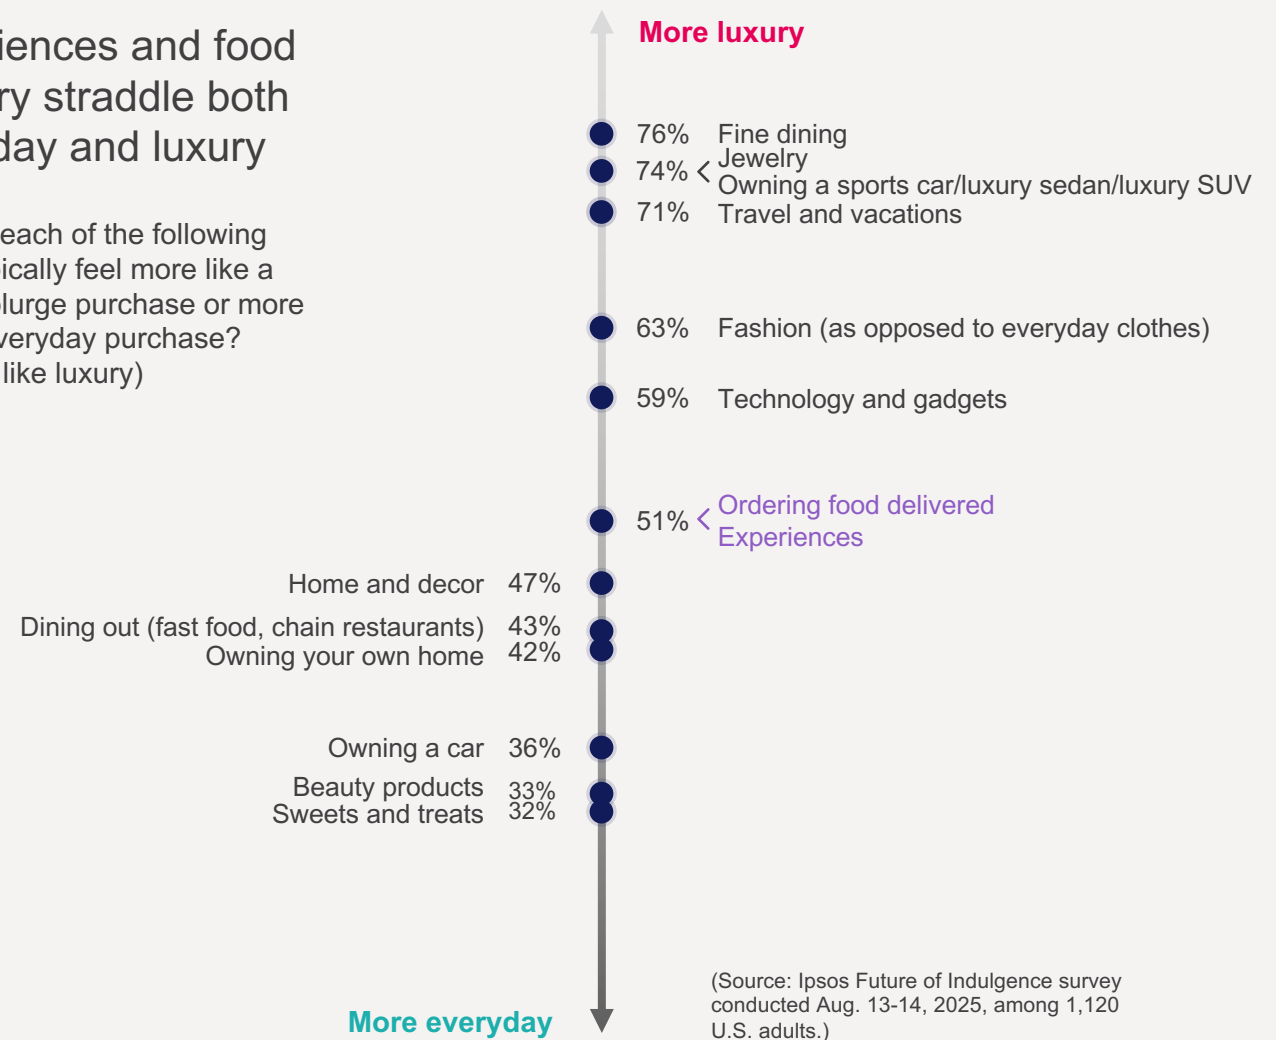 iences and food
ry straddle both
day and luxury
each of the following
ically feel more like a
lurge purchase or more
veryday purchase?
like luxury)
More luxury
76% Fine dining
74% Jewelry
Owning a sports car/luxury sedan/luxury SUV
71% Travel and vacations
63% Fashion (as opposed to everyday clothes)
59% Technology and gadgets
51% Ordering food delivered
Experiences
Home and decor 47%
Dining out (fast food, chain restaurants) 43%
Owning your own home 42%
Owning a car 36%
Beauty products 33%
Sweets and treats 32%
More everyday
(Source: Ipsos Future of Indulgence survey
conducted Aug. 13-14, 2025, among 1,120
U.S. adults.)